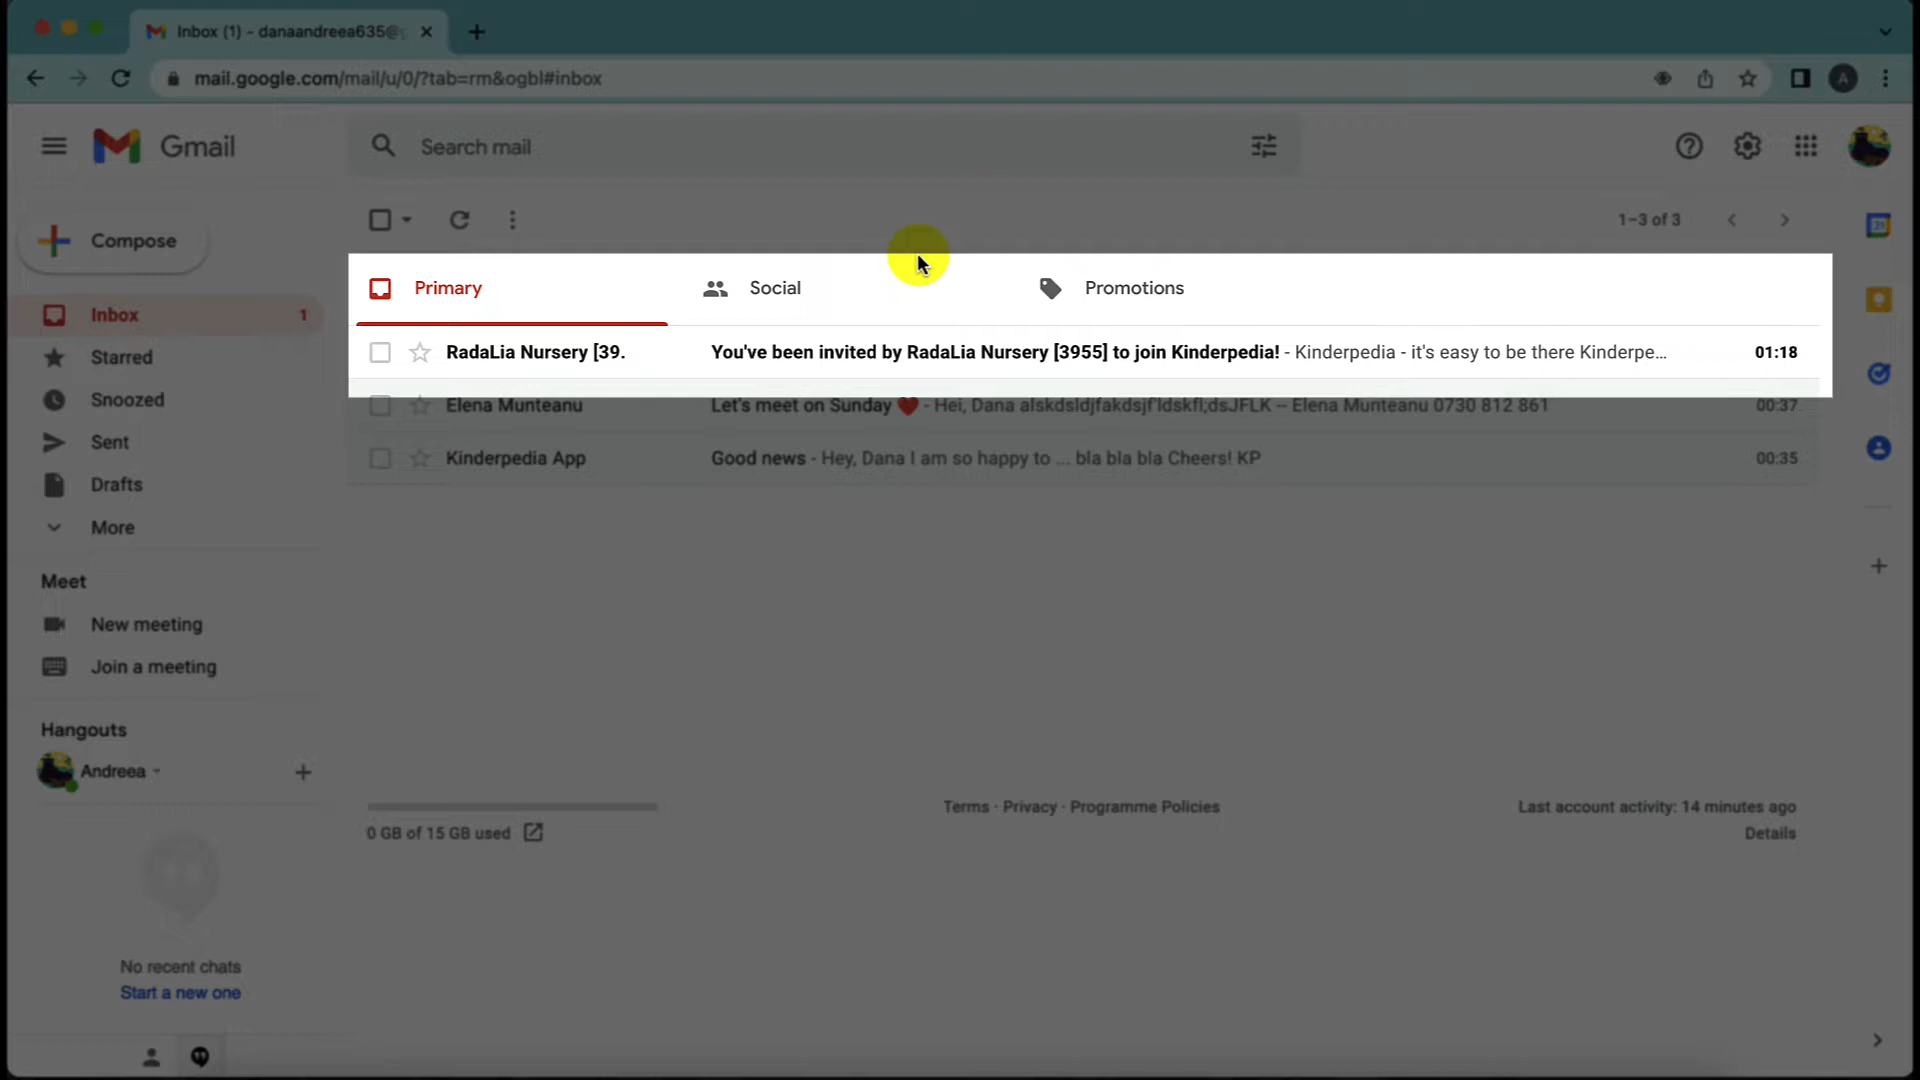 Inbox (1) - danaandreea635@
mail.google.com/mail/u/0/?tab=rm&ogbl#inbox
A
Gmail
Search mail
1–3 of 3
31
Compose
Primary
Social
Promotions
Inbox 1
RadaLia Nursery [39. You've been invited by RadaLia Nursery [3955] to join Kinderpedia! - Kinderpedia - it's easy to be there Kinderpe... 01:18
Starred
Snoozed
Elena Munteanu Let's meet on Sunday ❤️ - Hei, Dana alskdsldjfakdsjf'ldskfl;dsJFLK -- Elena Munteanu 0730 812 861 00:37
Sent
Kinderpedia App Good news - Hey, Dana I am so happy to ... bla bla bla Cheers! KP 00:35
Drafts
More
Meet
New meeting
Join a meeting
Hangouts
Andreea
0 GB of 15 GB used
Terms · Privacy · Programme Policies
Last account activity: 14 minutes ago
Details
No recent chats
Start a new one